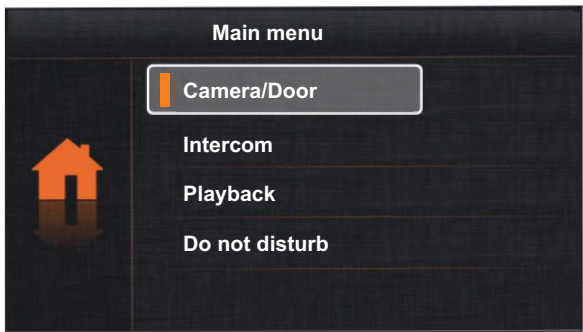 Main menu
Camera/Door
Intercom
Playback
Do not disturb